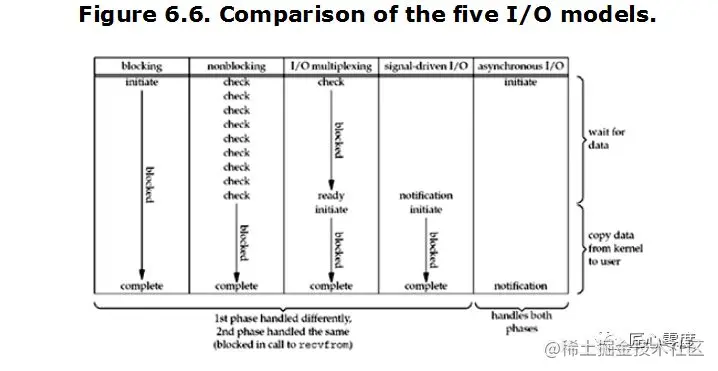 Figure 6.6. Comparison of the five I/O models.
blocking nonblocking I/O multiplexing signal-driven I/O asynchronous I/O
initiate check check initiate
check
check
check
check
check
check
check
check ready notification
initiate initiate
blocked
blocked
blocked
blocked
blocked
complete complete complete complete notification
wait for
data
copy data
from kernel
to user
1st phase handled differently,
2nd phase handled the same
(blocked in call to recvfrom)
handles both
phases
匠心零度
@稀土掘金技术社区